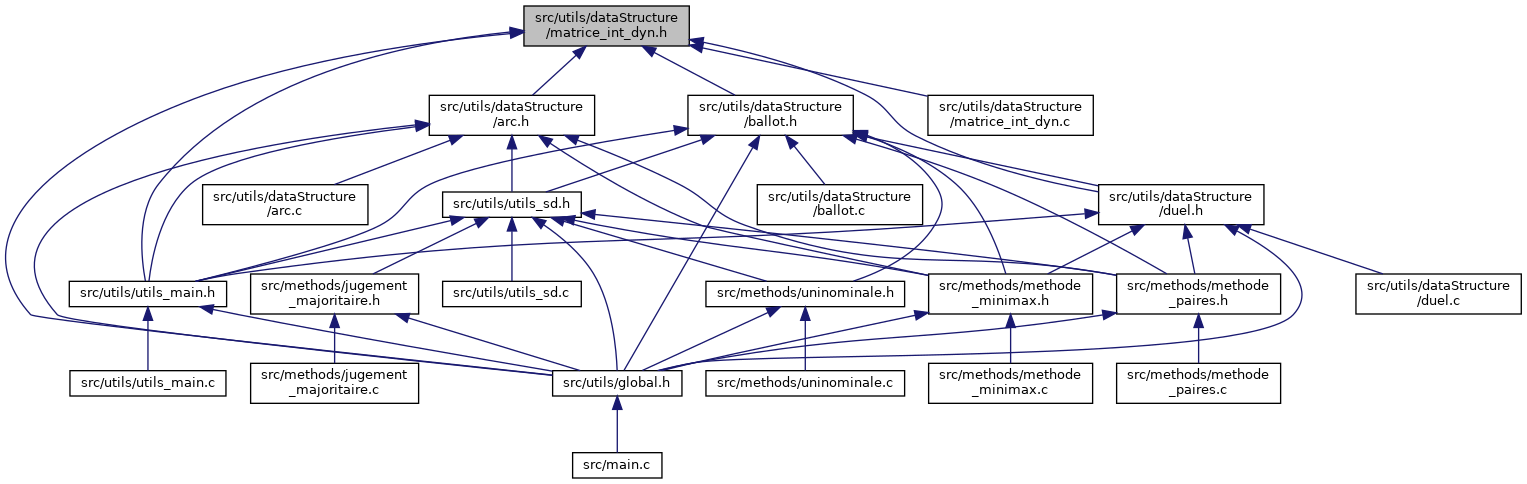 src/utils/dataStructure
/matrice_int_dyn.h
src/utils/dataStructure
/arc.h
src/utils/dataStructure
/ballot.h
src/utils/dataStructure
/matrice_int_dyn.c
src/utils/dataStructure
/arc.c
src/utils/utils_sd.h
src/utils/dataStructure
/ballot.c
src/utils/dataStructure
/duel.h
src/utils/utils_main.h
src/methods/jugement
_majoritaire.h
src/utils/utils_sd.c
src/methods/uninominale.h
src/methods/methode
_minimax.h
src/methods/methode
_paires.h
src/utils/dataStructure
/duel.c
src/utils/utils_main.c
src/methods/jugement
_majoritaire.c
src/utils/global.h
src/methods/uninominale.c
src/methods/methode
_minimax.c
src/methods/methode
_paires.c
src/main.c